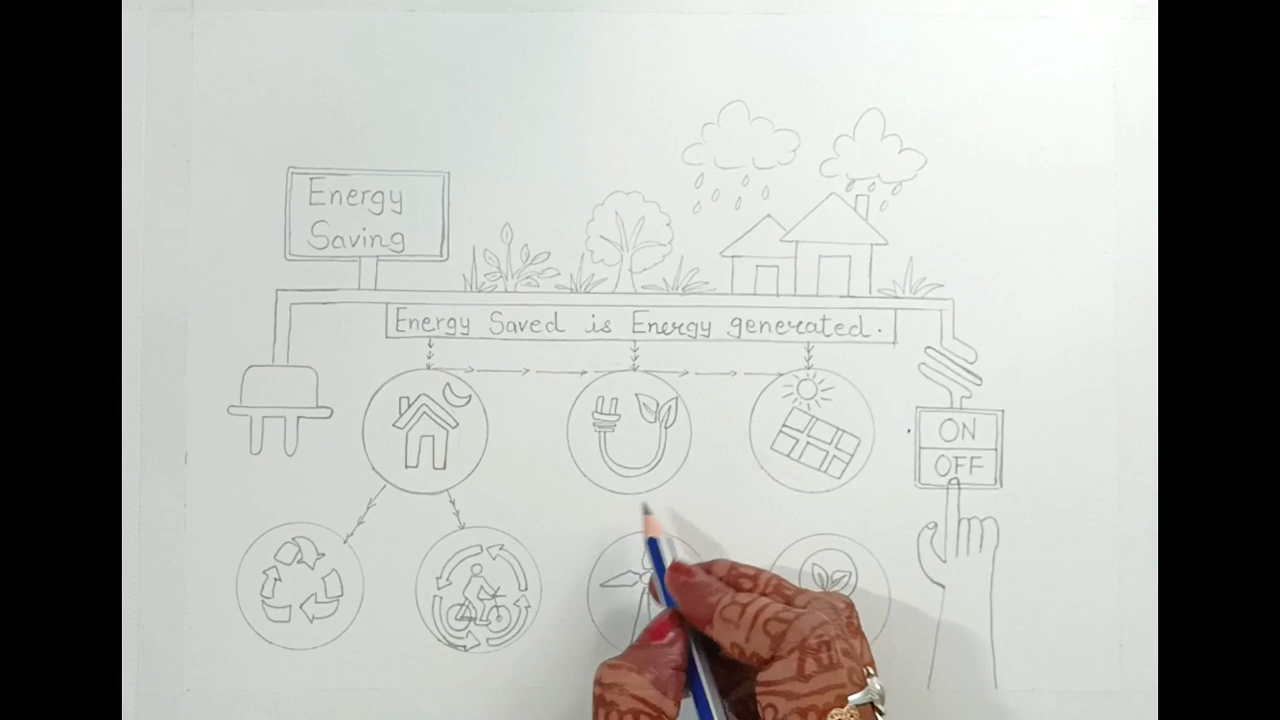 Energy
Saving
Energy Saved is Energy generated.
ON
OFF